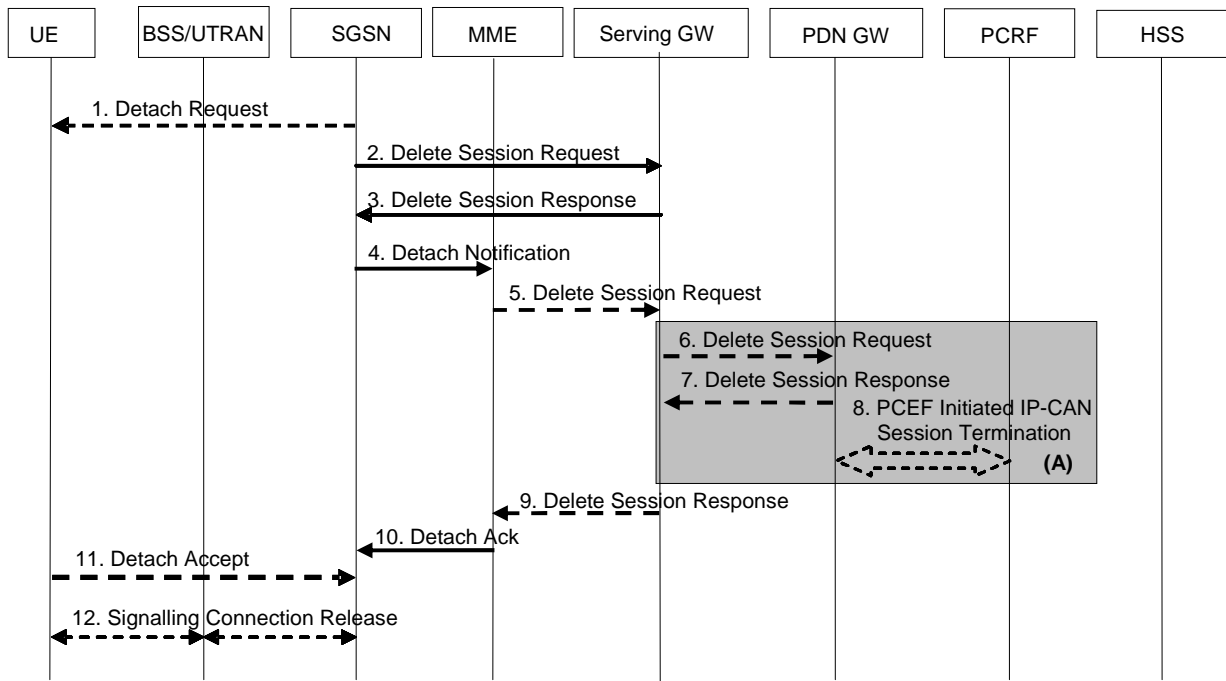 UE BSS/UTRAN SGSN MME Serving GW PDN GW PCRF HSS
1. Detach Request
2. Delete Session Request
3. Delete Session Response
4. Detach Notification
5. Delete Session Request
6. Delete Session Request
7. Delete Session Response
8. PCEF Initiated IP-CAN
Session Termination
(A)
9. Delete Session Response
10. Detach Ack
11. Detach Accept
12. Signalling Connection Release